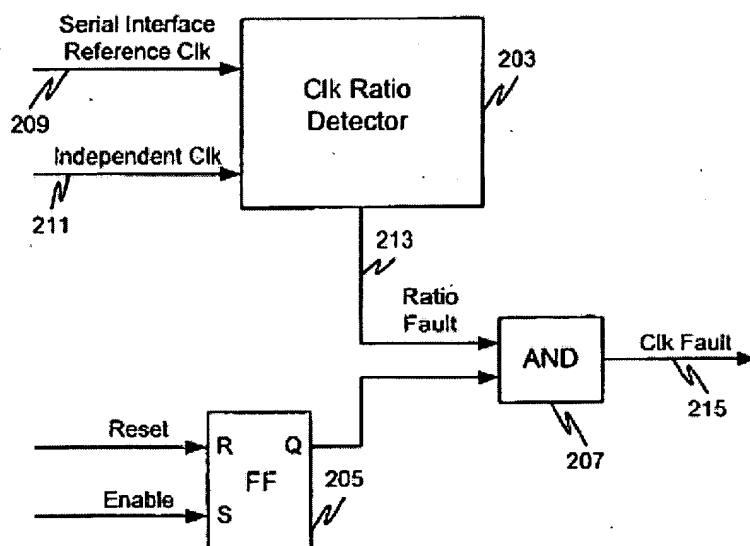 Serial Interface
Reference Clk
209
Clk Ratio
Detector
203
Independent Clk
211
213
Ratio
Fault
AND
Clk Fault
215
207
Reset
R
Q
FF
205
Enable
S